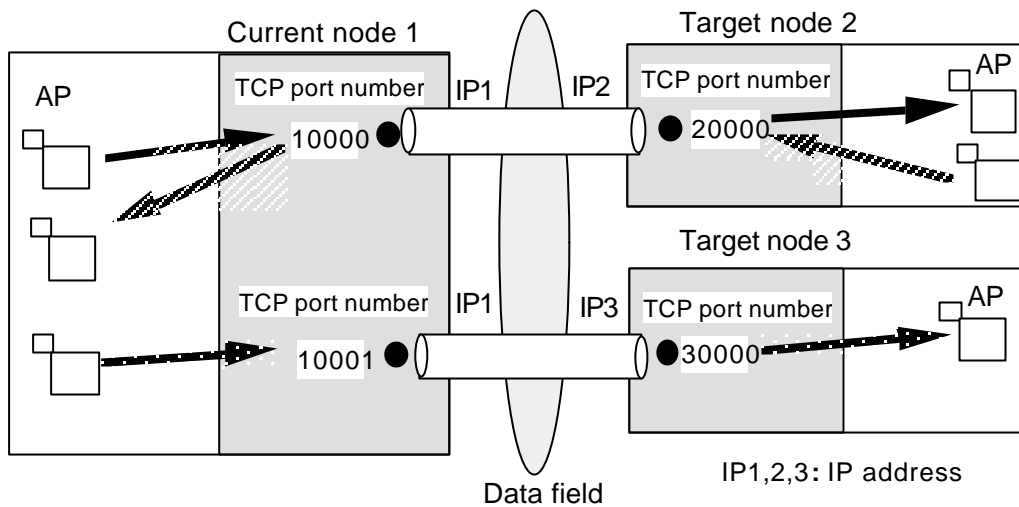 Current node 1
Target node 2
AP
TCP port number
IP1
IP2
TCP port number
AP
10000
20000
Target node 3
TCP port number
IP1
IP3
TCP port number
AP
10001
30000
Data field
IP1,2,3: IP address